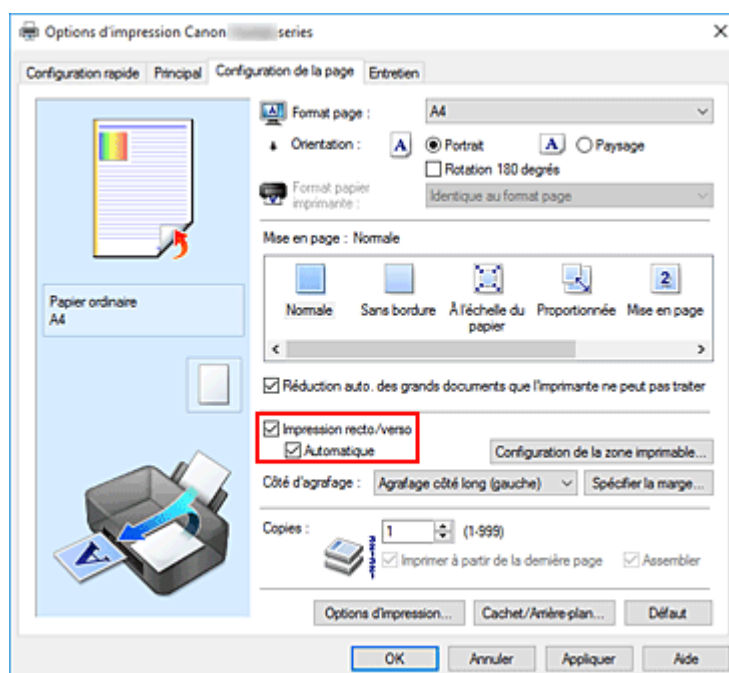 Options d'impression Canon series
Configuration rapide Principal Configuration de la page Entretien
Format page : A4
Orientation : A Portrait A Paysage
Rotation 180 degrés
Format papier
imprimante : Identique au format page
Mise en page : Normale
2
Normale Sans bordure À l'échelle du papier Proportionnée Mise en page
Papier ordinaire
A4
Réduction auto. des grands documents que l'imprimante ne peut pas traiter
Impression recto/verso
Automatique Configuration de la zone imprimable...
Côté d'agrafage : Agrafage côté long (gauche) Spécifier la marge...
Copies : 1 (1-999)
Imprimer à partir de la dernière page Assembler
A
Options d'impression... Cachet/Arrière-plan... Défaut
OK Annuler Appliquer Aide